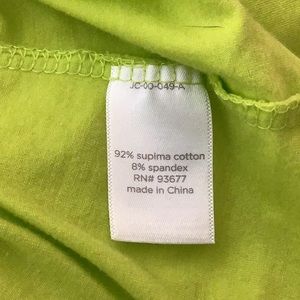 JC-00-049-A
92% supima cotton
8% spandex
RN# 93677
made in China